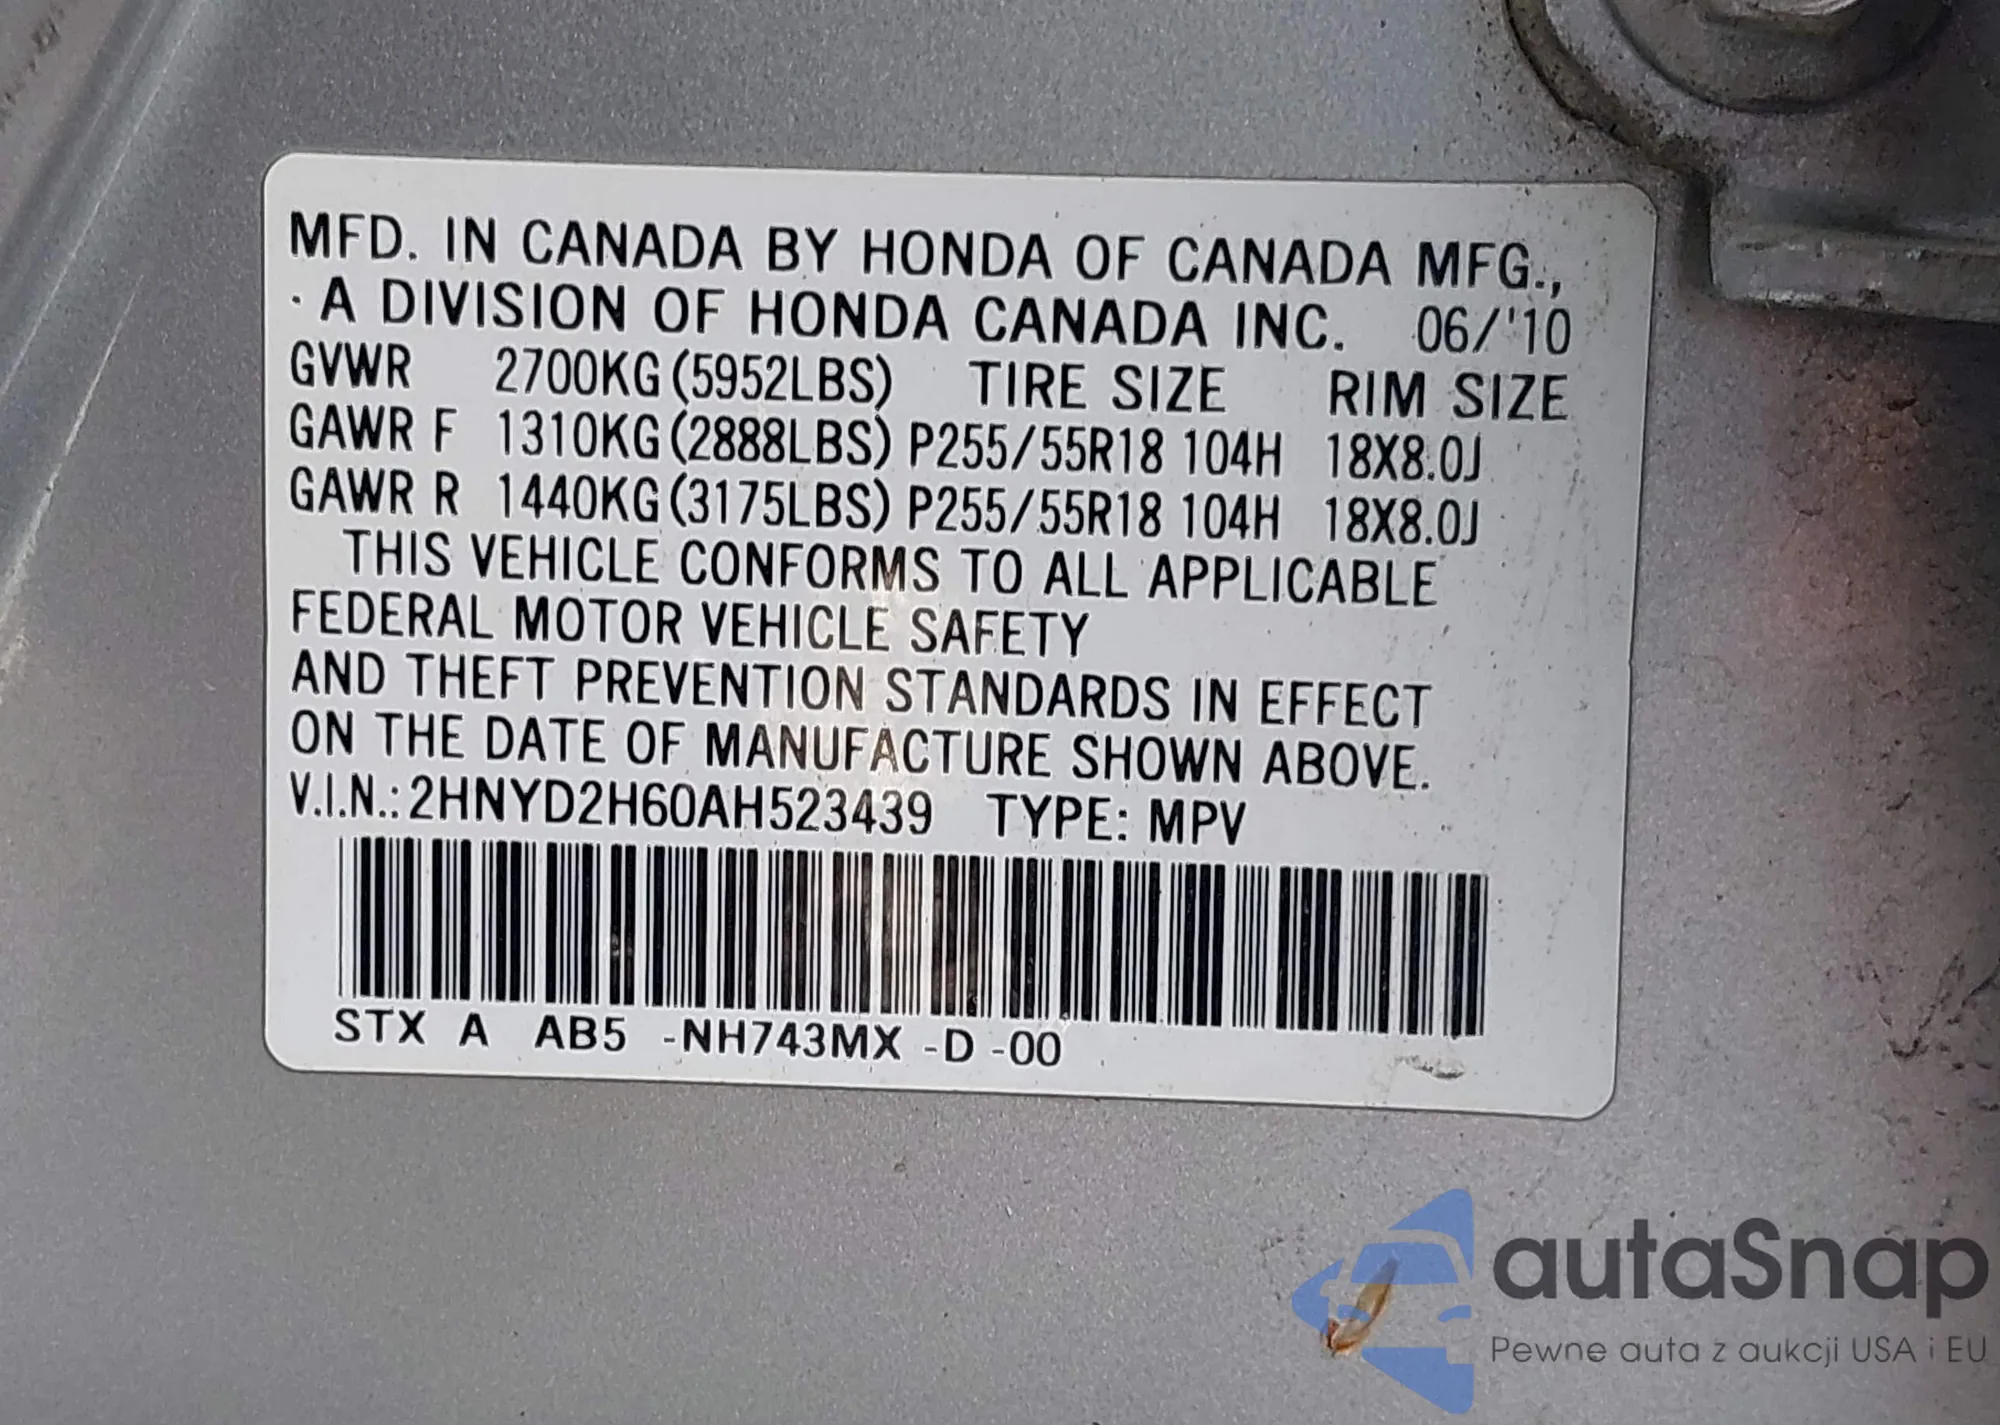 MFD. IN CANADA BY HONDA OF CANADA MFG.,
· A DIVISION OF HONDA CANADA INC. 06/'10
GVWR 2700KG (5952LBS) TIRE SIZE RIM SIZE
GAWR F 1310KG (2888LBS) P255/55R18 104H 18X8.0J
GAWR R 1440KG (3175LBS) P255/55R18 104H 18X8.0J
THIS VEHICLE CONFORMS TO ALL APPLICABLE
FEDERAL MOTOR VEHICLE SAFETY
AND THEFT PREVENTION STANDARDS IN EFFECT
ON THE DATE OF MANUFACTURE SHOWN ABOVE.
V.I.N.: 2HNYD2H60AH523439 TYPE: MPV
STX A AB5 -NH743MX -D -00
autaSnap
Pewne auta z aukcji USA i EU